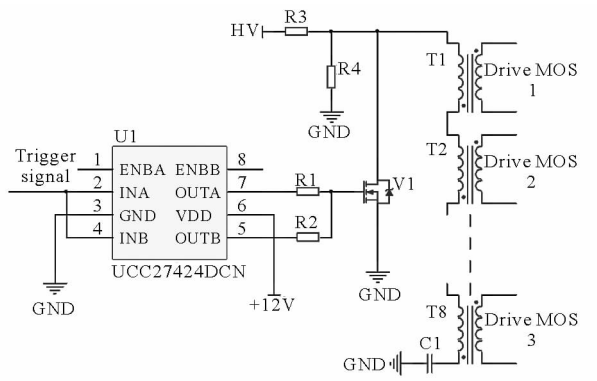 HV
R3
R4
GND
T1
Drive MOS
1
T2
Drive MOS
2
U1
Trigger
signal
1 ENBA ENBB 8
2 INA OUTA 7
3 GND VDD 6
4 INB OUTB 5
UCC27424DCN
R1
R2
V1
GND
+12V
GND
T8
Drive MOS
3
C1
GND